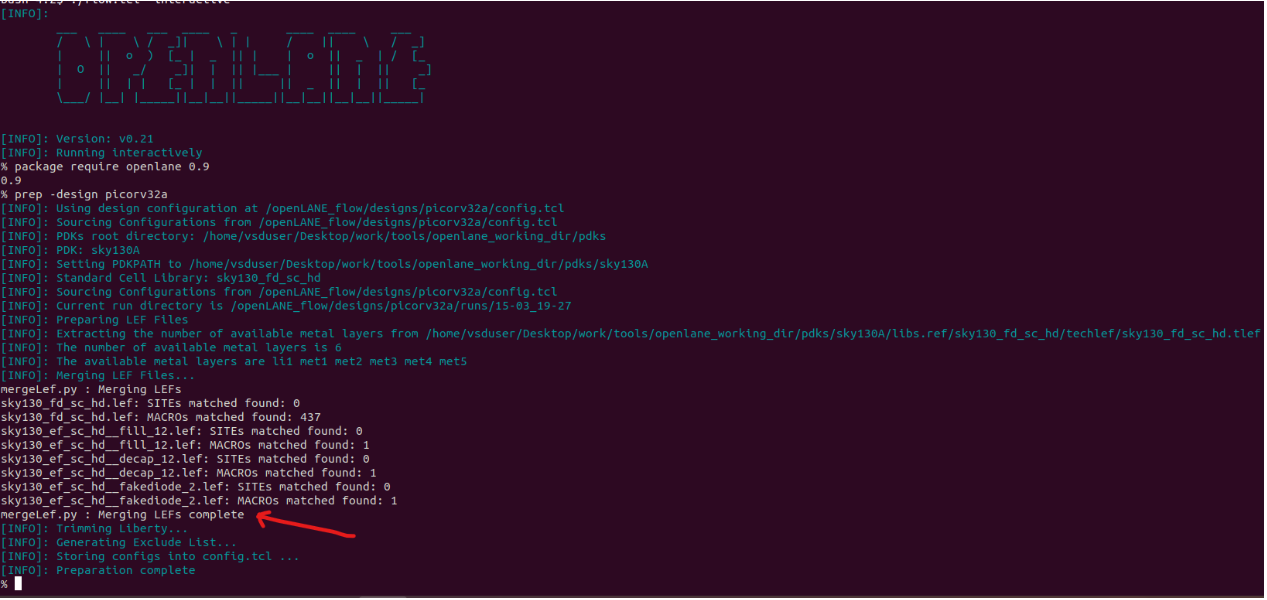 bash-4.2$ ./flow.tcl -interactive
[INFO]:
OPENLANE
[INFO]: Version: v0.21
[INFO]: Running interactively
% package require openlane 0.9
0.9
% prep -design picorv32a
[INFO]: Using design configuration at /openLANE_flow/designs/picorv32a/config.tcl
[INFO]: Sourcing Configurations from /openLANE_flow/designs/picorv32a/config.tcl
[INFO]: PDKs root directory: /home/vsduser/Desktop/work/tools/openlane_working_dir/pdks
[INFO]: PDK: sky130A
[INFO]: Setting PDKPATH to /home/vsduser/Desktop/work/tools/openlane_working_dir/pdks/sky130A
[INFO]: Standard Cell Library: sky130_fd_sc_hd
[INFO]: Sourcing Configurations from /openLANE_flow/designs/picorv32a/config.tcl
[INFO]: Current run directory is /openLANE_flow/designs/picorv32a/runs/15-03_19-27
[INFO]: Preparing LEF Files
[INFO]: Extracting the number of available metal layers from /home/vsduser/Desktop/work/tools/openlane_working_dir/pdks/sky130A/libs.ref/sky130_fd_sc_hd/techlef/sky130_fd_sc_hd.tlef
[INFO]: The number of available metal layers is 6
[INFO]: The available metal layers are li1 met1 met2 met3 met4 met5
[INFO]: Merging LEF Files...
mergeLef.py : Merging LEFs
sky130_fd_sc_hd.lef: SITEs matched found: 0
sky130_fd_sc_hd.lef: MACROs matched found: 437
sky130_ef_sc_hd__fill_12.lef: SITEs matched found: 0
sky130_ef_sc_hd__fill_12.lef: MACROs matched found: 1
sky130_ef_sc_hd__decap_12.lef: SITEs matched found: 0
sky130_ef_sc_hd__decap_12.lef: MACROs matched found: 1
sky130_ef_sc_hd__fakediode_2.lef: SITEs matched found: 0
sky130_ef_sc_hd__fakediode_2.lef: MACROs matched found: 1
mergeLef.py : Merging LEFs complete
[INFO]: Trimming Liberty...
[INFO]: Generating Exclude List...
[INFO]: Storing configs into config.tcl ...
[INFO]: Preparation complete
%